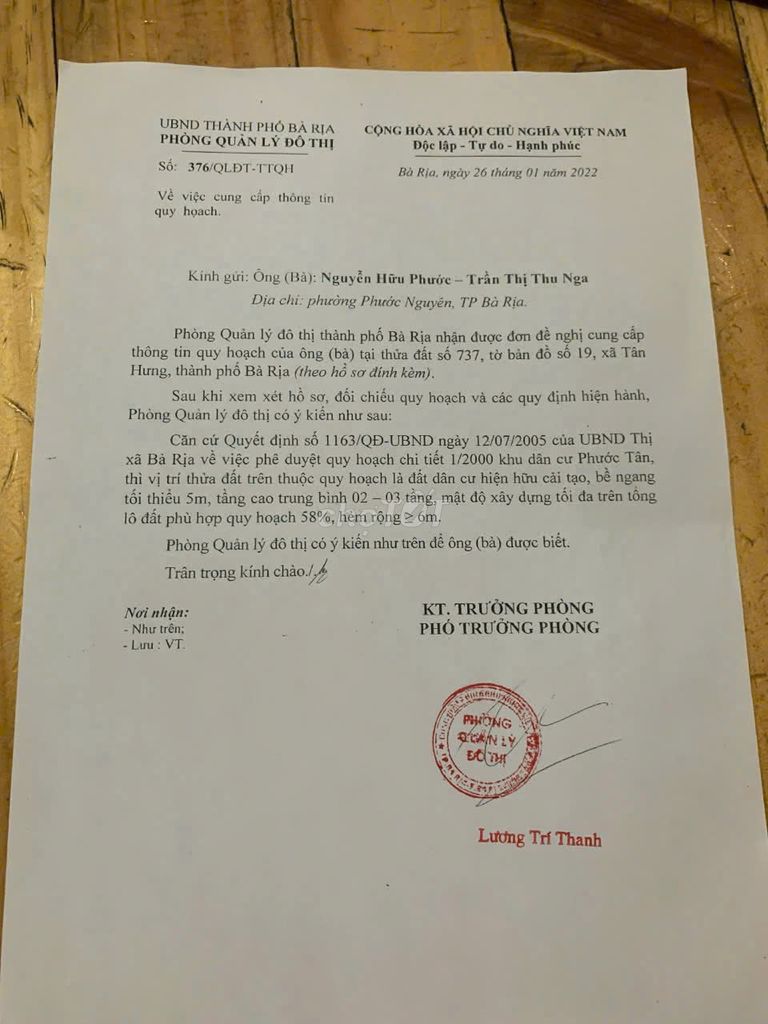 UBND THÀNH PHỐ BÀ RỊA
PHÒNG QUẢN LÝ ĐÔ THỊ
Số: 376/QLĐT-TTQH
Về việc cung cấp thông tin
quy họach.
CỘNG HÒA XÃ HỘI CHỦ NGHĨA VIỆT NAM
Độc lập - Tự do - Hạnh phúc
Bà Rịa, ngày 26 tháng 01 năm 2022
Kính gửi: Ông (Bà): Nguyễn Hữu Phước – Trần Thị Thu Nga
Địa chỉ: phường Phước Nguyên, TP Bà Rịa.
Phòng Quản lý đô thị thành phố Bà Rịa nhận được đơn đề nghị cung cấp
thông tin quy hoạch của ông (bà) tại thửa đất số 737, tờ bản đồ số 19, xã Tân
Hưng, thành phố Bà Rịa (theo hồ sơ đính kèm).
Sau khi xem xét hồ sơ, đối chiếu quy hoạch và các quy định hiện hành,
Phòng Quản lý đô thị có ý kiến như sau:
Căn cứ Quyết định số 1163/QĐ-UBND ngày 12/07/2005 của UBND Thị
xã Bà Rịa về việc phê duyệt quy hoạch chi tiết 1/2000 khu dân cư Phước Tân,
thì vị trí thửa đất trên thuộc quy hoạch là đất dân cư hiện hữu cải tạo, bề ngang
tối thiểu 5m, tầng cao trung bình 02 – 03 tầng, mật độ xây dựng tối đa trên tổng
lô đất phù hợp quy hoạch 58%, hẻm rộng ≥ 6m.
chợTỐT
Phòng Quản lý đô thị có ý kiến như trên để ông (bà) được biết.
Trân trọng kính chào./.
Nơi nhận:
- Như trên;
- Lưu : VT.
KT. TRƯỞNG PHÒNG
PHÓ TRƯỞNG PHÒNG
PHÒNG
QUẢN LÝ
ĐÔ THỊ
Lương Trí Thanh